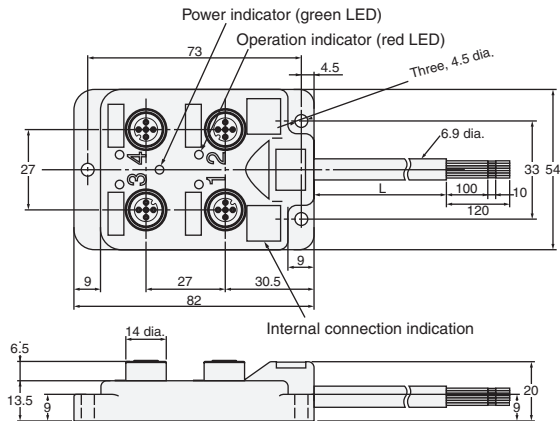 Power indicator (green LED)
Operation indicator (red LED)
73
4.5
Three, 4.5 dia.
6.9 dia.
4 2
3 1
27
33
54
L
100
10
120
9
9
27
30.5
82
Internal connection indication
14 dia.
6.5
13.5
9
20
9